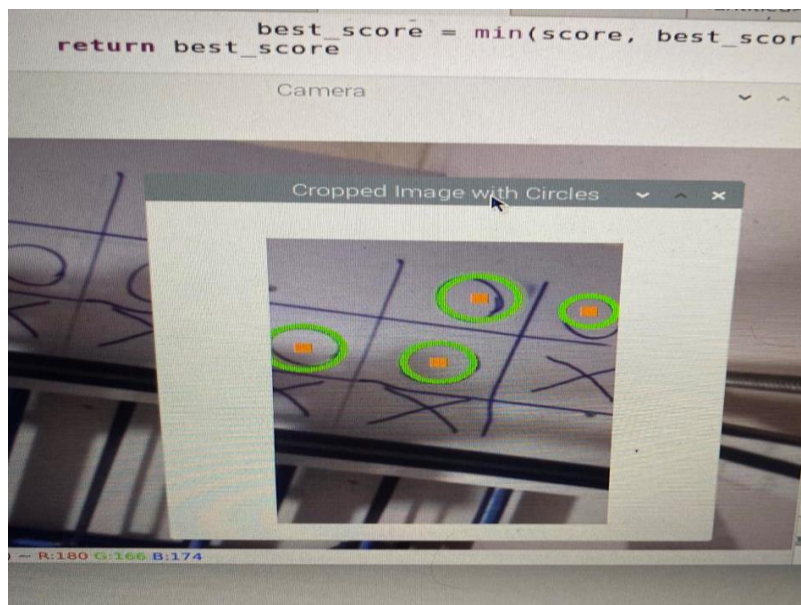 best_score = min(score, best_scor
return best_score
Camera
Cropped Image with Circles
R:180 G:166 B:174